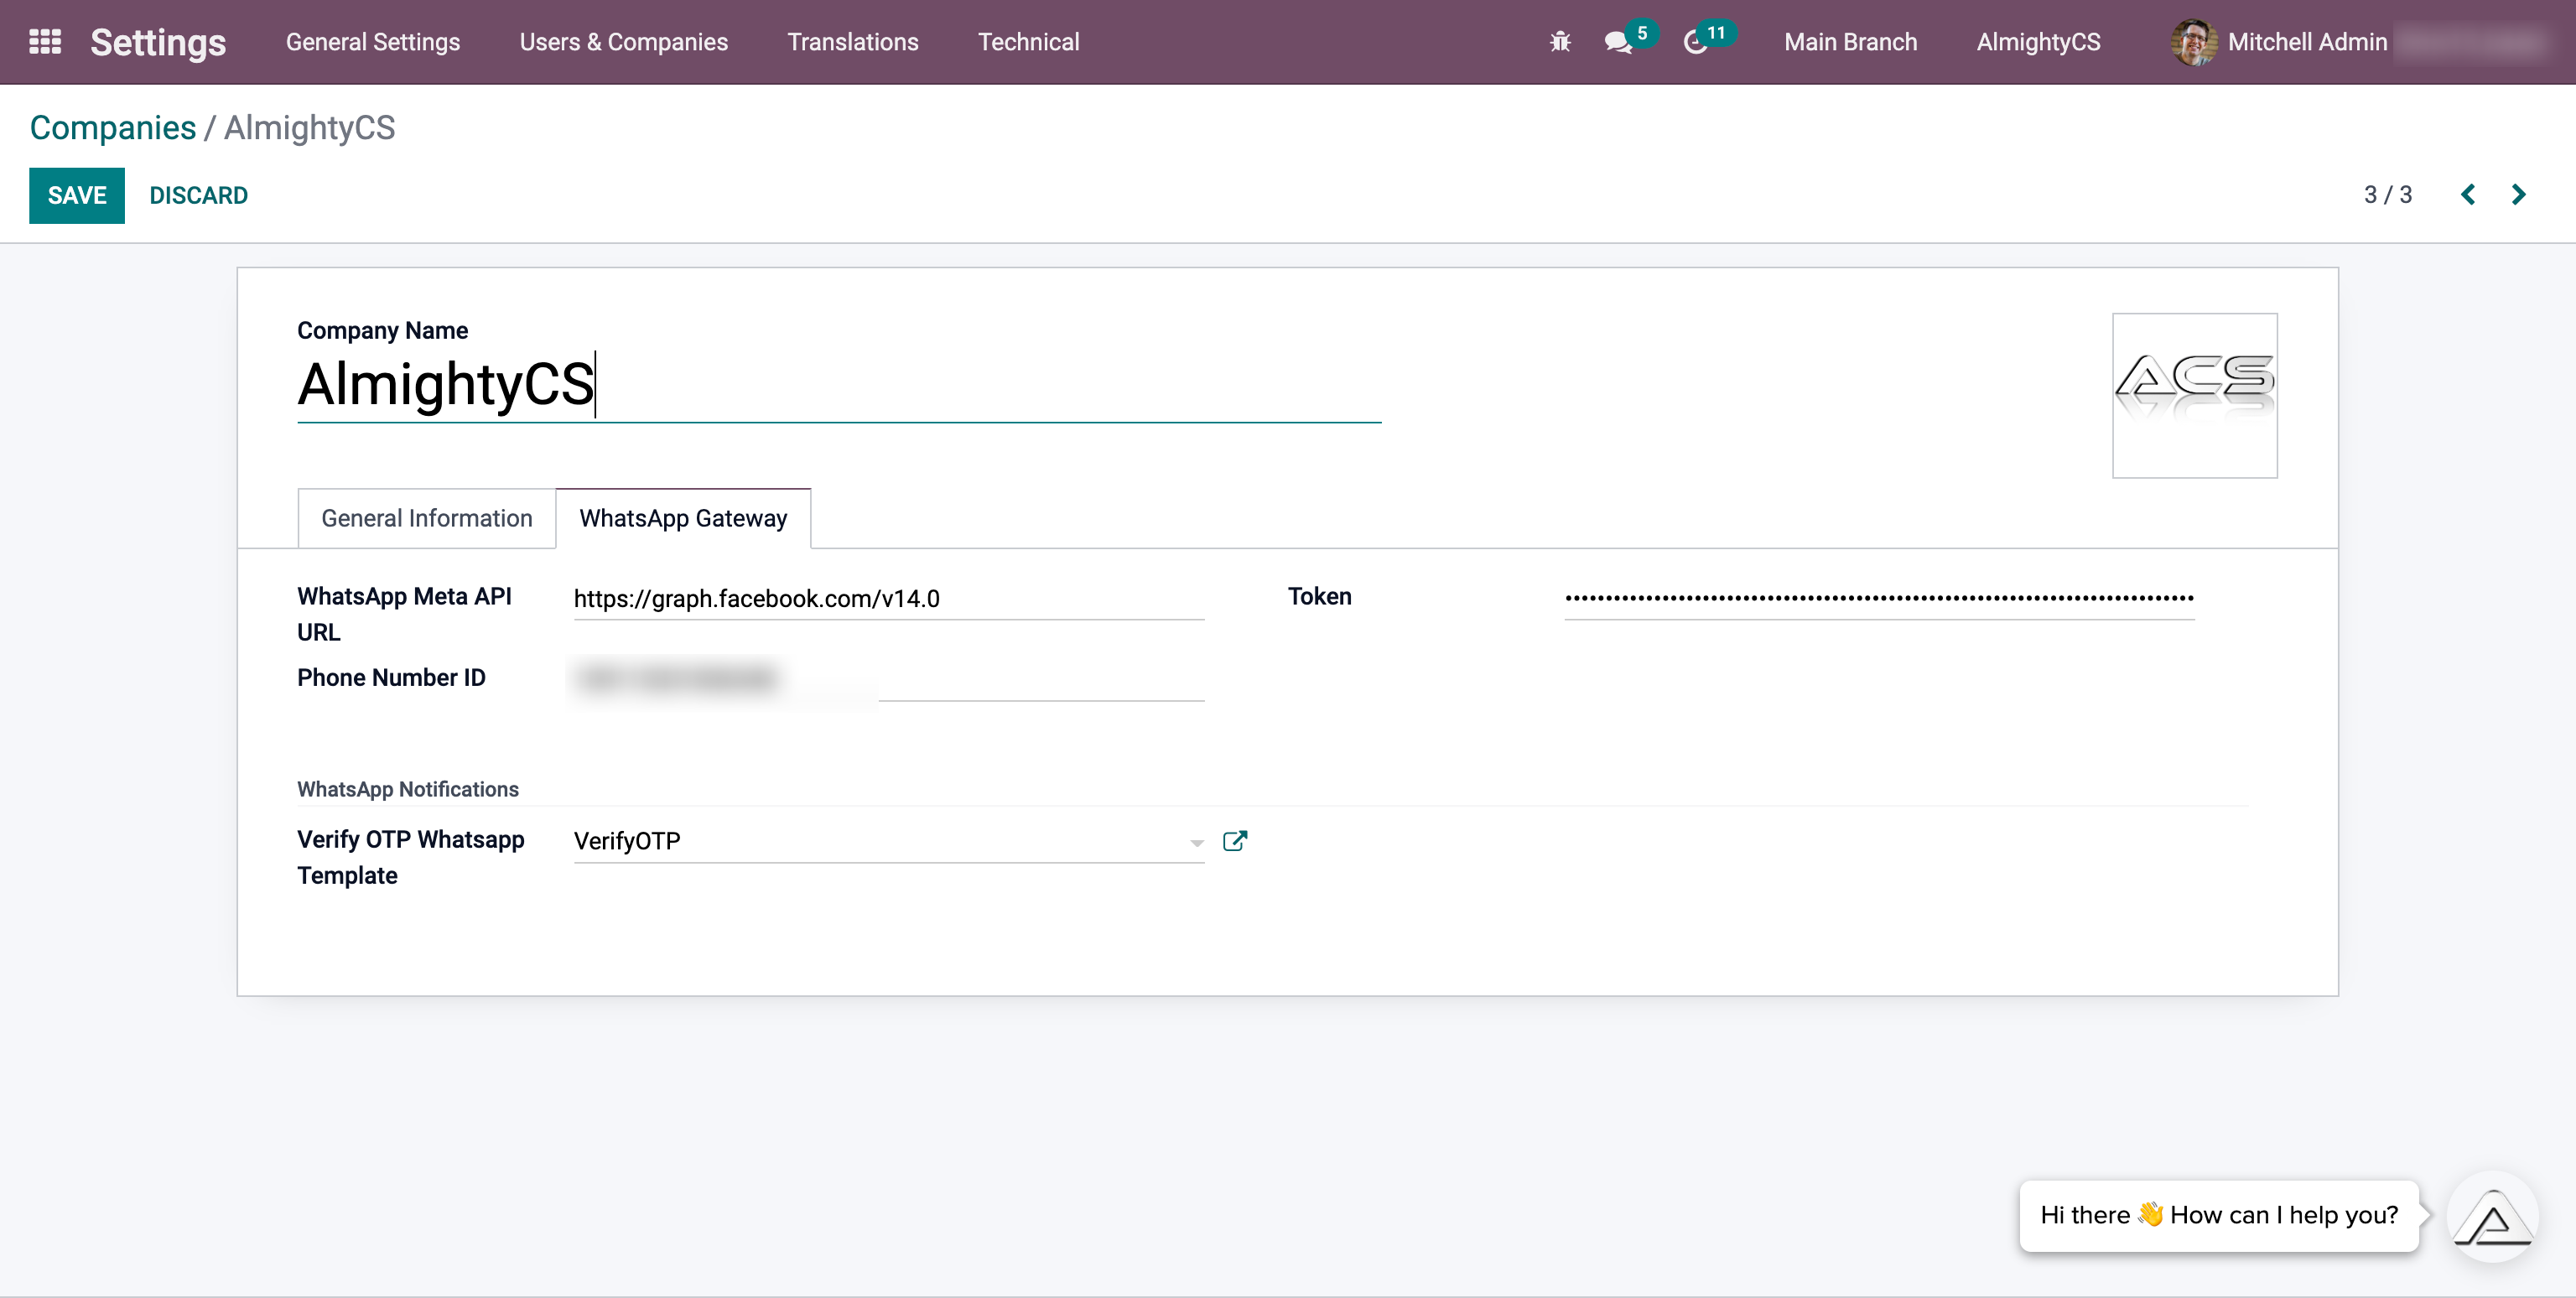 Settings General Settings Users & Companies Translations Technical 5 11 Main Branch AlmightyCS Mitchell Admin
Companies / AlmightyCS
SAVE DISCARD 3 / 3
Company Name
AlmightyCS
ACS
General Information WhatsApp Gateway
WhatsApp Meta API URL https://graph.facebook.com/v14.0 Token
Phone Number ID
WhatsApp Notifications
Verify OTP Whatsapp Template VerifyOTP
Hi there 👋 How can I help you?